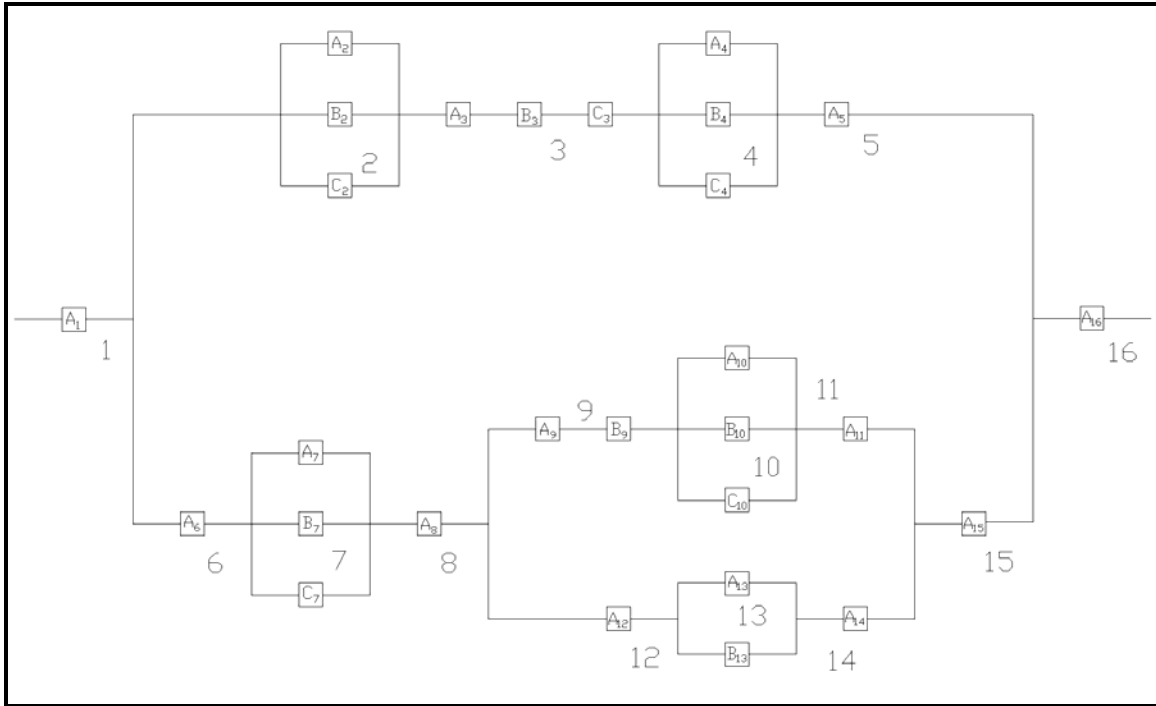 A₂ A₄
B₂ A₃ B₃ C₃ B₄ A₅
2 3 4 5
C₂ C₄
A₁ A₁₆
1 16
A₁₀
11
9
A₉ B₉ B₁₀ A₁₁
A₇
10
C₁₀
A₆ B₇ A₈ A₁₅
6 7 8 15
A₁₃
C₇
13
A₁₂ A₁₄
12 B₁₃ 14